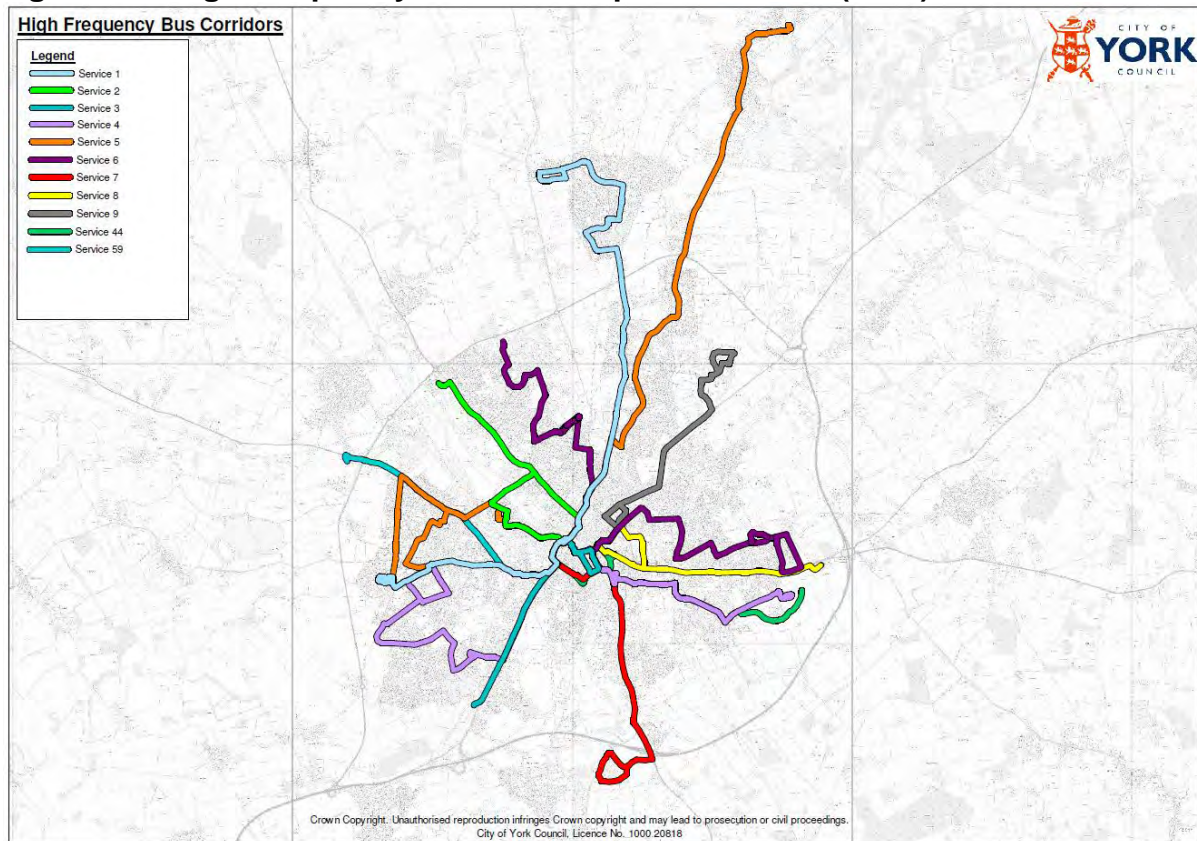 High Frequency Bus Corridors
Legend
Service 1
Service 2
Service 3
Service 4
Service 5
Service 6
Service 7
Service 8
Service 9
Service 44
Service 59
CITY OF
YORK
COUNCIL
Crown Copyright. Unauthorised reproduction infringes Crown copyright and may lead to prosecution or civil proceedings.
City of York Council, Licence No. 1000 20818